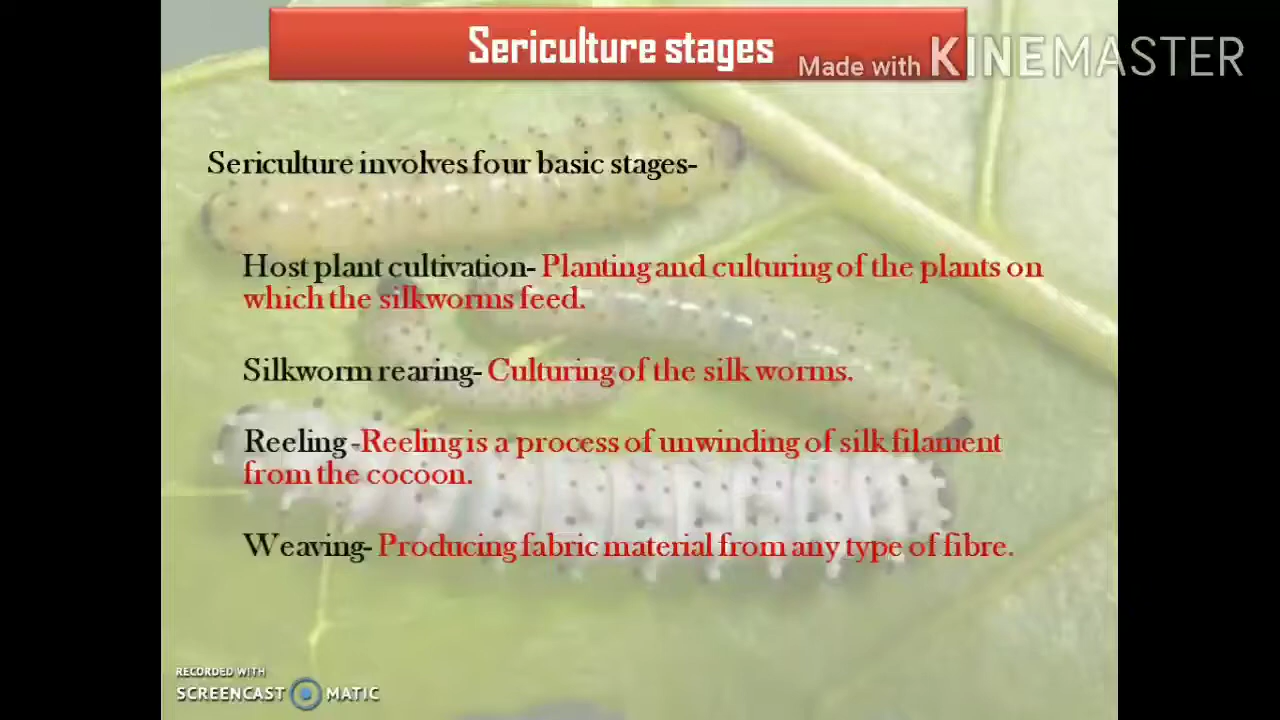 Sericulture stages
Made with KINEMASTER
Sericulture involves four basic stages-
Host plant cultivation- Planting and culturing of the plants on
which the silkworms feed.
Silkworm rearing- Culturing of the silk worms.
Reeling -Reeling is a process of unwinding of silk filament
from the cocoon.
Weaving- Producing fabric material from any type of fibre.
RECORDED WITH
SCREENCAST MATIC